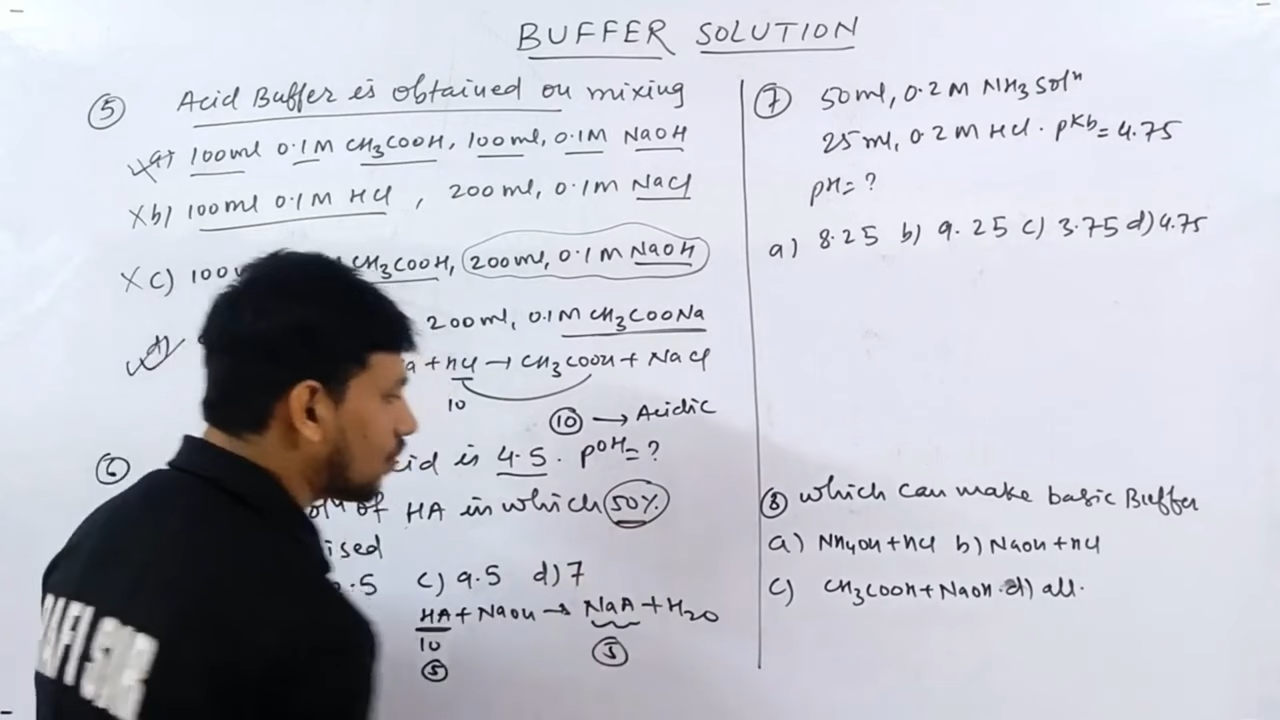 BUFFER SOLUTION
⑤ Acid Buffer is obtained on mixing
a) 100ml 0.1M CH₃COOH, 100ml, 0.1M NaOH
X b) 100ml 0.1M HCl, 200ml, 0.1M NaCl
X c) 100 CH₃COOH, 200ml, 0.1M NaOH
d) 200ml, 0.1M CH₃COONa
a + HCl → CH₃COOH + NaCl
10
⑩ → Acidic
⑥ cid is 4.5. pOH = ?
of HA in which 50%
ised
.5 c) 9.5 d) 7
HA + NaOH → NaA + H₂O
10
⑤ ⑤
⑦ 50ml, 0.2M NH₃ Solⁿ
25ml, 0.2M HCl. pKb = 4.75
pH = ?
a) 8.25 b) 9.25 c) 3.75 d) 4.75
⑧ which can make basic Buffer
a) NH₄OH + HCl b) NaOH + HCl
c) CH₃COOH + NaOH. d) all.
RAFI SIR